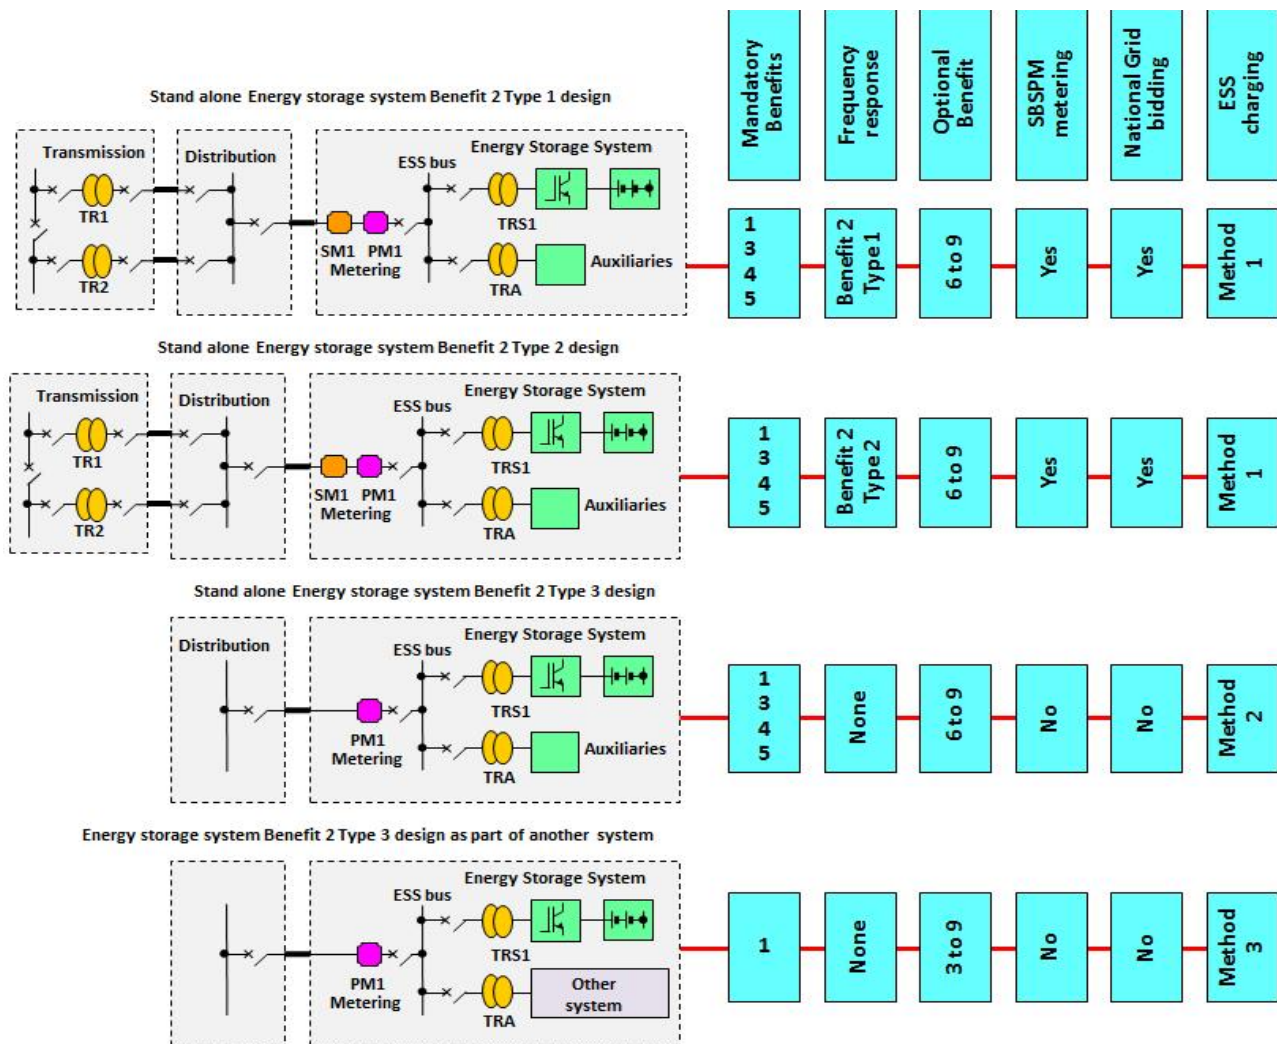 Mandatory
Benefits
Frequency
response
Optional
Benefit
SBSPM
metering
National Grid
bidding
ESS
charging
Stand alone Energy storage system Benefit 2 Type 1 design
Transmission
Distribution
ESS bus
Energy Storage System
TR1
TRS1
SM1 PM1
Metering
Auxiliaries
TR2
TRA
1
3
4
5
Benefit 2
Type 1
6 to 9
Yes
Yes
Method
1
Stand alone Energy storage system Benefit 2 Type 2 design
Transmission
Distribution
ESS bus
Energy Storage System
TR1
TRS1
SM1 PM1
Metering
Auxiliaries
TR2
TRA
1
3
4
5
Benefit 2
Type 2
6 to 9
Yes
Yes
Method
1
Stand alone Energy storage system Benefit 2 Type 3 design
Distribution
ESS bus
Energy Storage System
TRS1
PM1
Metering
Auxiliaries
TRA
1
3
4
5
None
6 to 9
No
No
Method
2
Energy storage system Benefit 2 Type 3 design as part of another system
ESS bus
Energy Storage System
TRS1
PM1
Metering
Other
system
TRA
1
None
3 to 9
No
No
Method
3